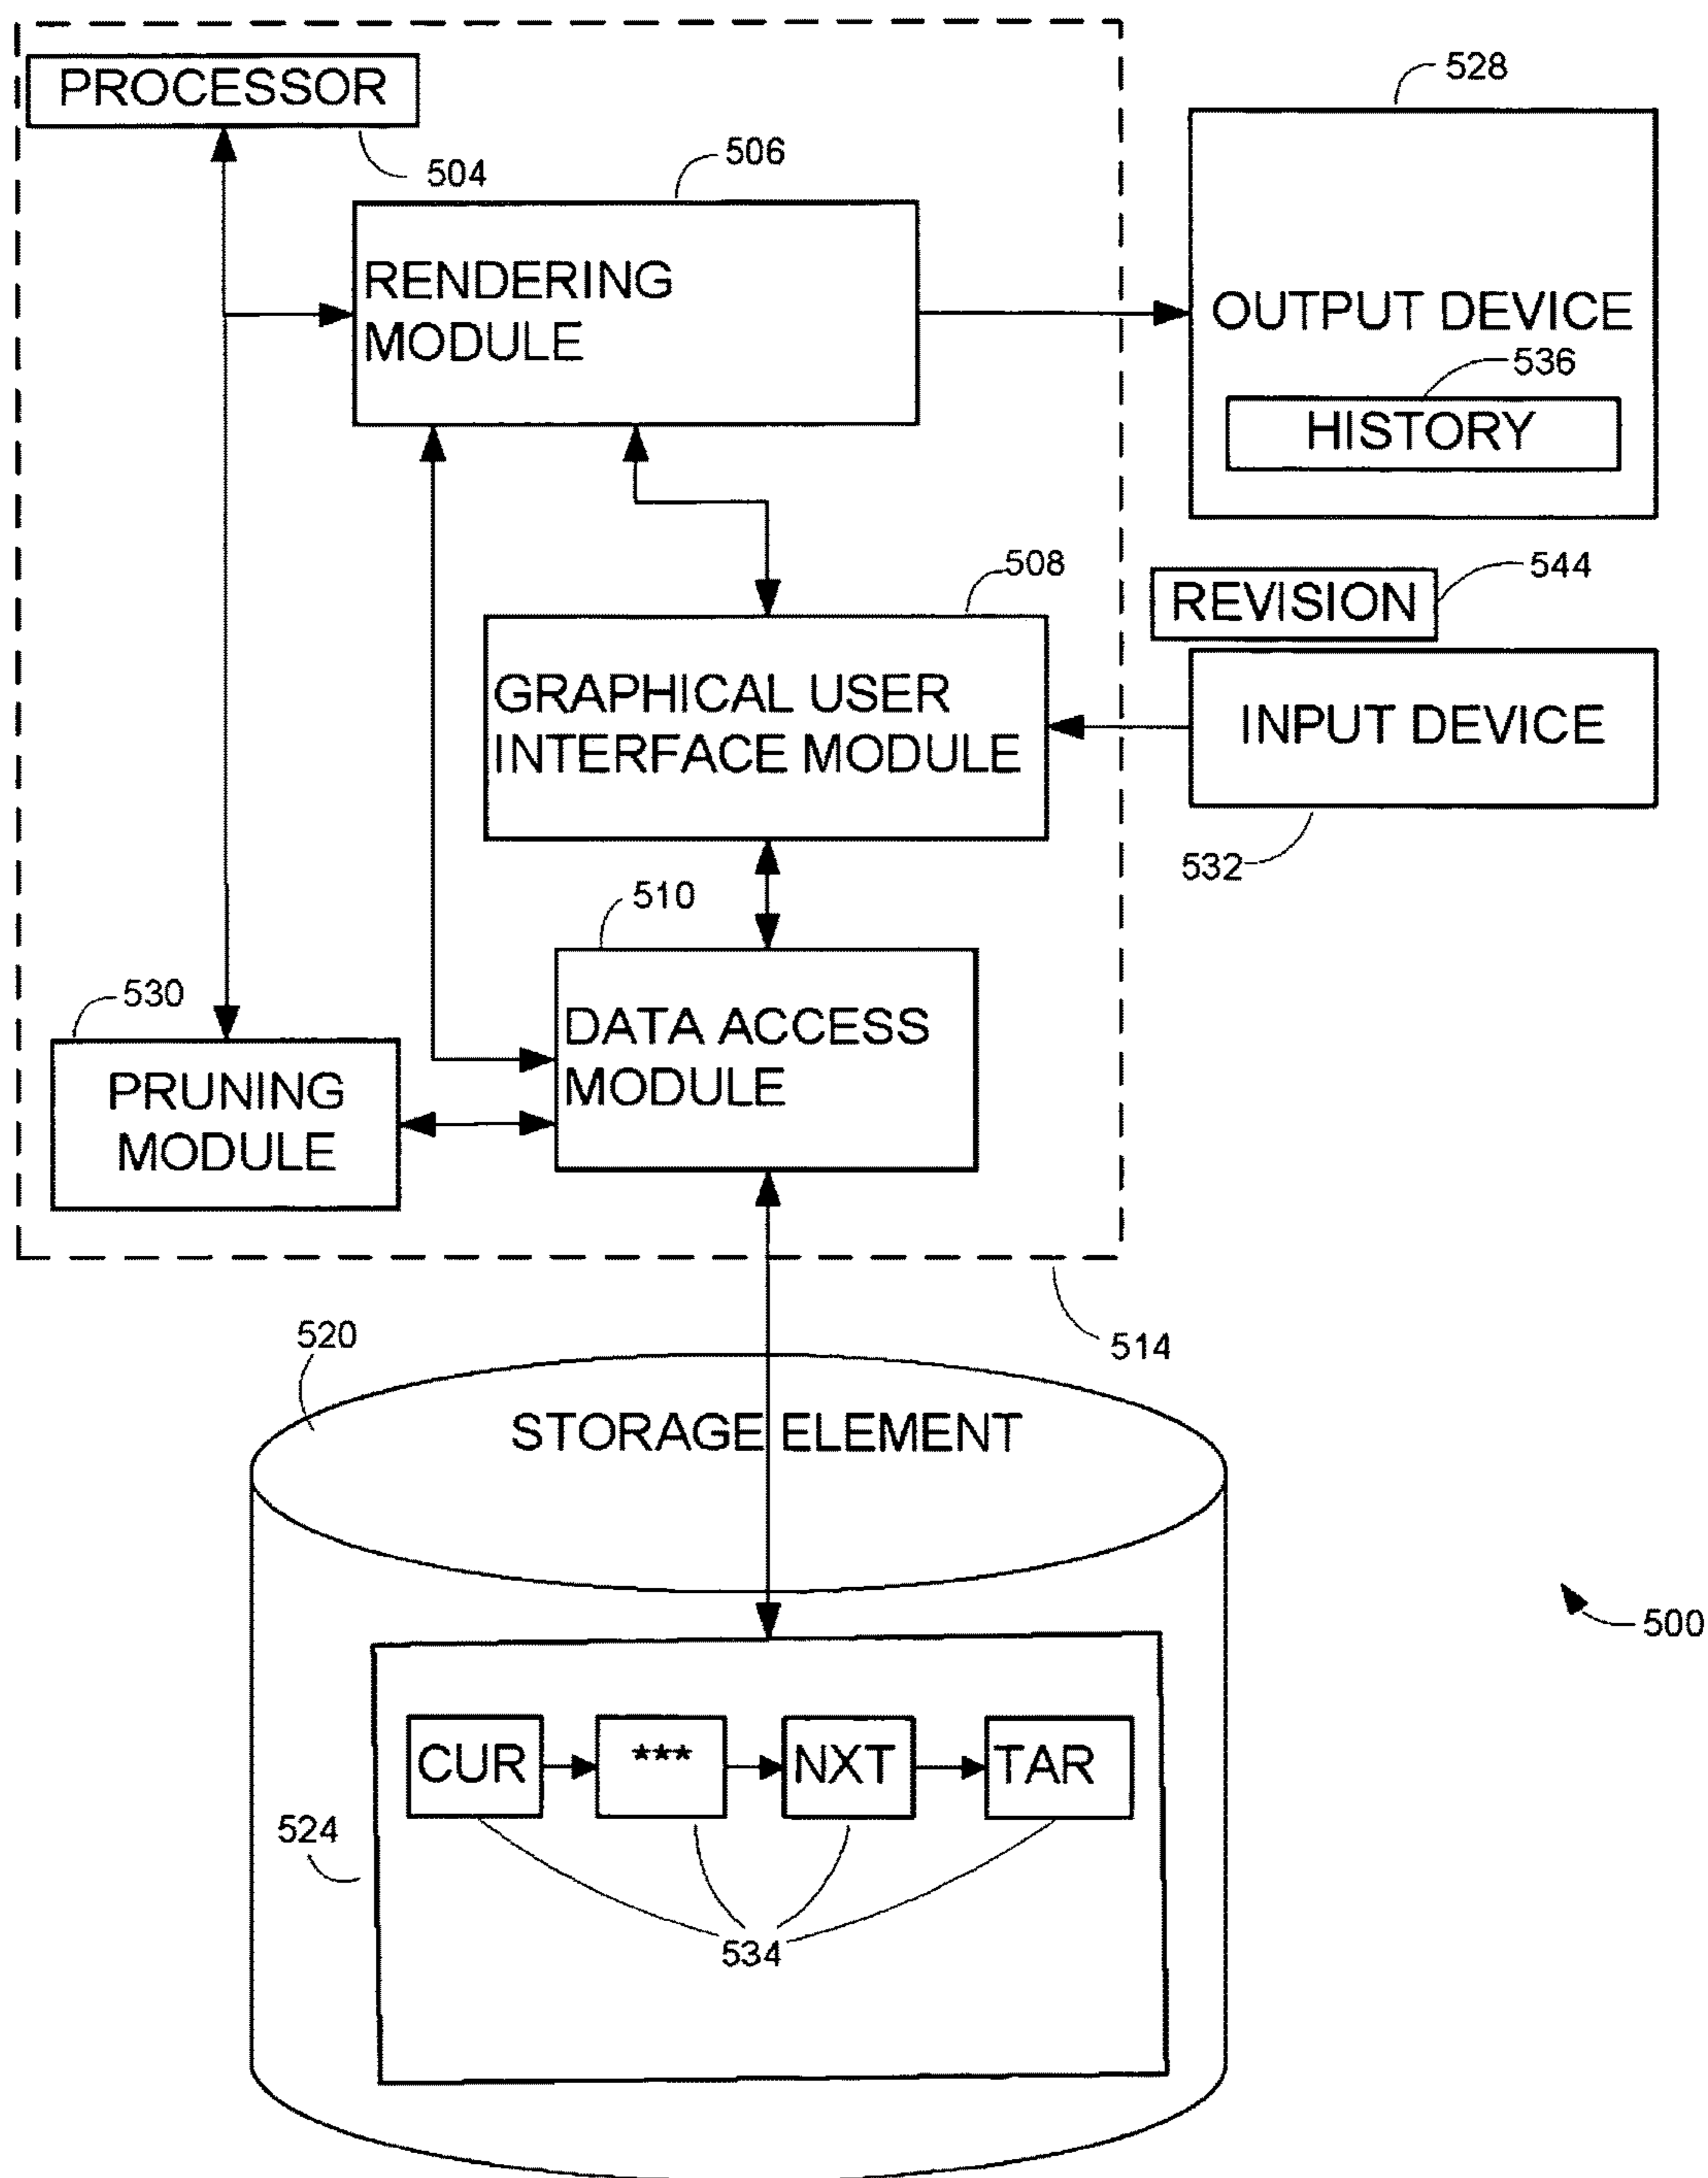 PROCESSOR
504
506
528
RENDERING
MODULE
OUTPUT DEVICE
536
HISTORY
508
544
REVISION
GRAPHICAL USER
INTERFACE MODULE
INPUT DEVICE
532
510
530
DATA ACCESS
MODULE
PRUNING
MODULE
514
520
STORAGE ELEMENT
500
CUR
***
NXT
TAR
524
534